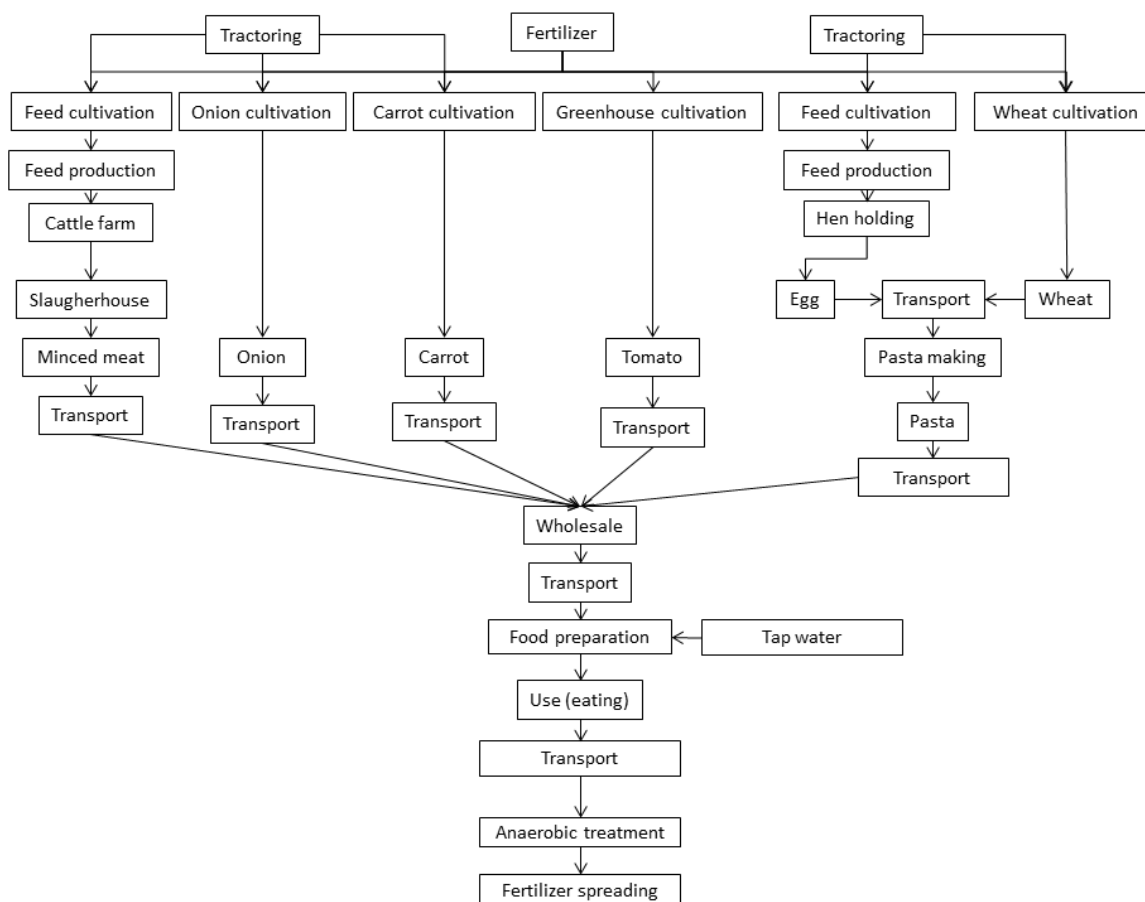 Tractoring
Fertilizer
Tractoring
Feed cultivation
Onion cultivation
Carrot cultivation
Greenhouse cultivation
Feed cultivation
Wheat cultivation
Feed production
Feed production
Cattle farm
Hen holding
Slaugherhouse
Egg
Transport
Wheat
Minced meat
Onion
Carrot
Tomato
Pasta making
Transport
Transport
Transport
Transport
Pasta
Transport
Wholesale
Transport
Food preparation
Tap water
Use (eating)
Transport
Anaerobic treatment
Fertilizer spreading